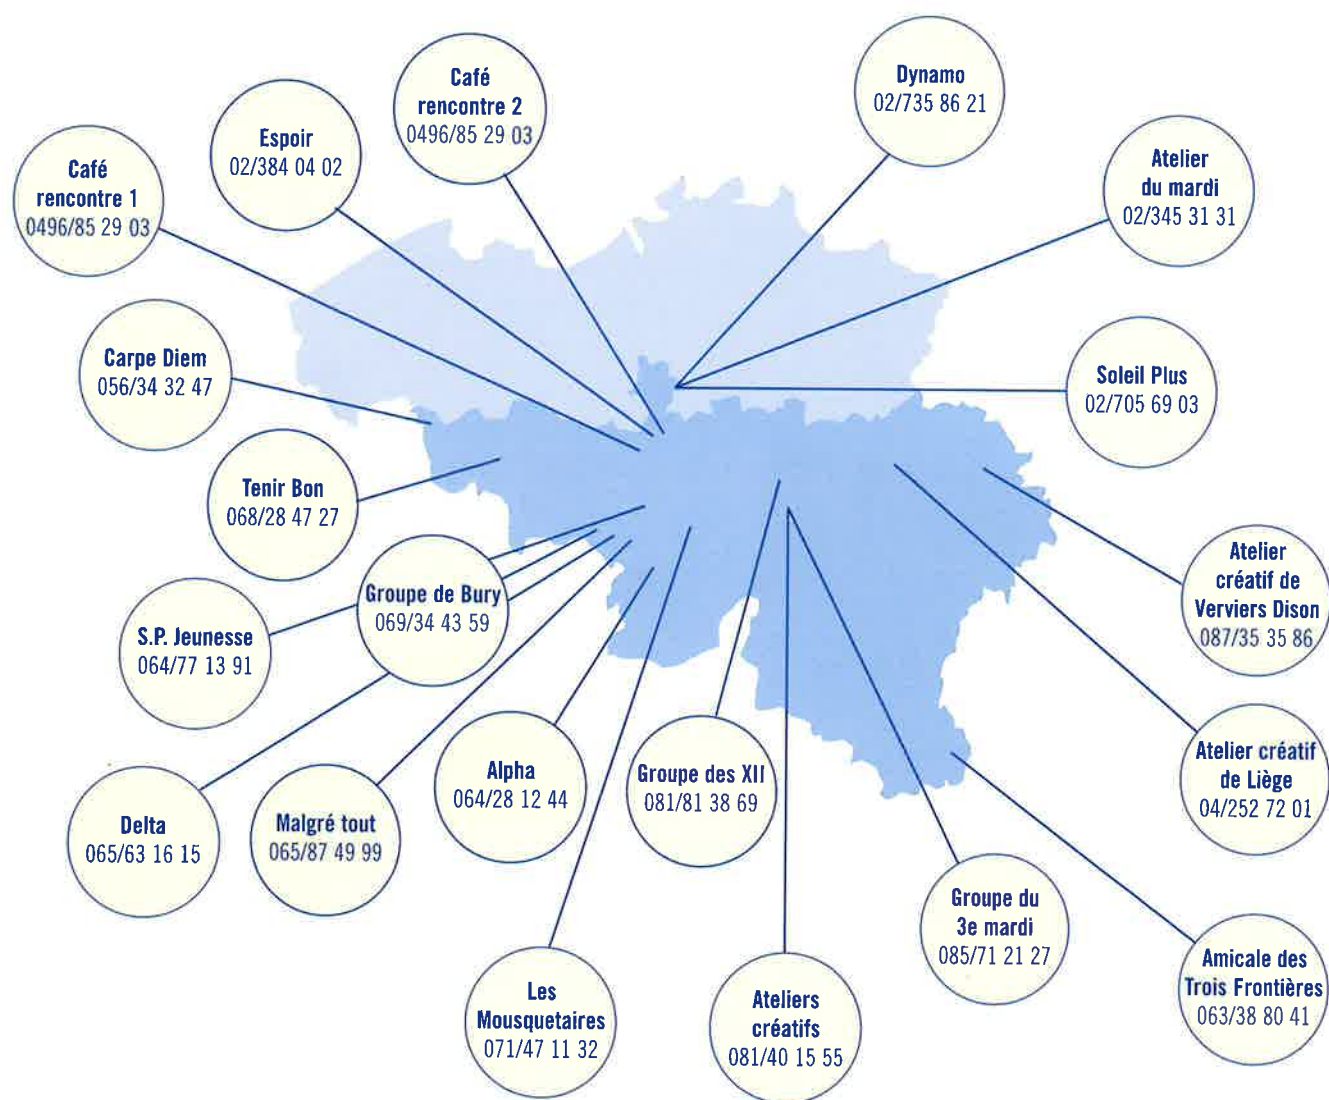 Café
rencontre 2
0496/85 29 03
Dynamo
02/735 86 21
Espoir
02/384 04 02
Atelier
du mardi
02/345 31 31
Café
rencontre 1
0496/85 29 03
Carpe Diem
056/34 32 47
Soleil Plus
02/705 69 03
Tenir Bon
068/28 47 27
Groupe de Bury
069/34 43 59
Atelier
créatif de
Verviers Dison
087/35 35 86
S.P. Jeunesse
064/77 13 91
Alpha
064/28 12 44
Groupe des XII
081/81 38 69
Atelier créatif
de Liège
04/252 72 01
Delta
065/63 16 15
Malgré tout
065/87 49 99
Groupe du
3e mardi
085/71 21 27
Les
Mousquetaires
071/47 11 32
Ateliers
créatifs
081/40 15 55
Amicale des
Trois Frontières
063/38 80 41